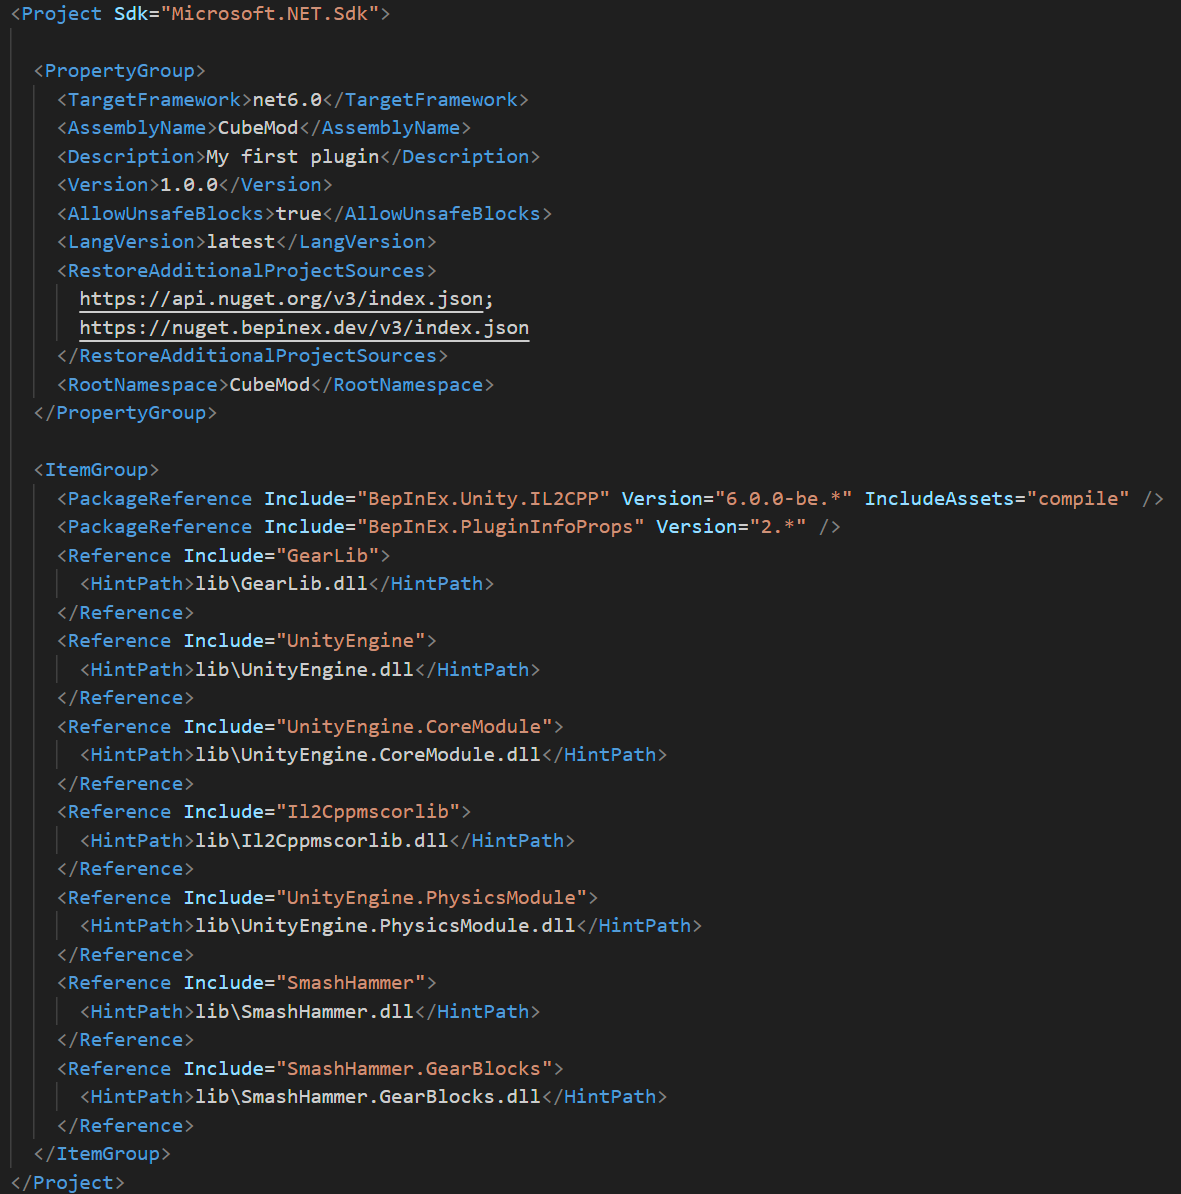 <Project Sdk="Microsoft.NET.Sdk">
<PropertyGroup>
<TargetFramework>net6.0</TargetFramework>
<AssemblyName>CubeMod</AssemblyName>
<Description>My first plugin</Description>
<Version>1.0.0</Version>
<AllowUnsafeBlocks>true</AllowUnsafeBlocks>
<LangVersion>latest</LangVersion>
<RestoreAdditionalProjectSources>
https://api.nuget.org/v3/index.json;
https://nuget.bepinex.dev/v3/index.json
</RestoreAdditionalProjectSources>
<RootNamespace>CubeMod</RootNamespace>
</PropertyGroup>
<ItemGroup>
<PackageReference Include="BepInEx.Unity.IL2CPP" Version="6.0.0-be.*" IncludeAssets="compile" />
<PackageReference Include="BepInEx.PluginInfoProps" Version="2.*" />
<Reference Include="GearLib">
<HintPath>lib\GearLib.dll</HintPath>
</Reference>
<Reference Include="UnityEngine">
<HintPath>lib\UnityEngine.dll</HintPath>
</Reference>
<Reference Include="UnityEngine.CoreModule">
<HintPath>lib\UnityEngine.CoreModule.dll</HintPath>
</Reference>
<Reference Include="Il2Cppmscorlib">
<HintPath>lib\Il2Cppmscorlib.dll</HintPath>
</Reference>
<Reference Include="UnityEngine.PhysicsModule">
<HintPath>lib\UnityEngine.PhysicsModule.dll</HintPath>
</Reference>
<Reference Include="SmashHammer">
<HintPath>lib\SmashHammer.dll</HintPath>
</Reference>
<Reference Include="SmashHammer.GearBlocks">
<HintPath>lib\SmashHammer.GearBlocks.dll</HintPath>
</Reference>
</ItemGroup>
</Project>